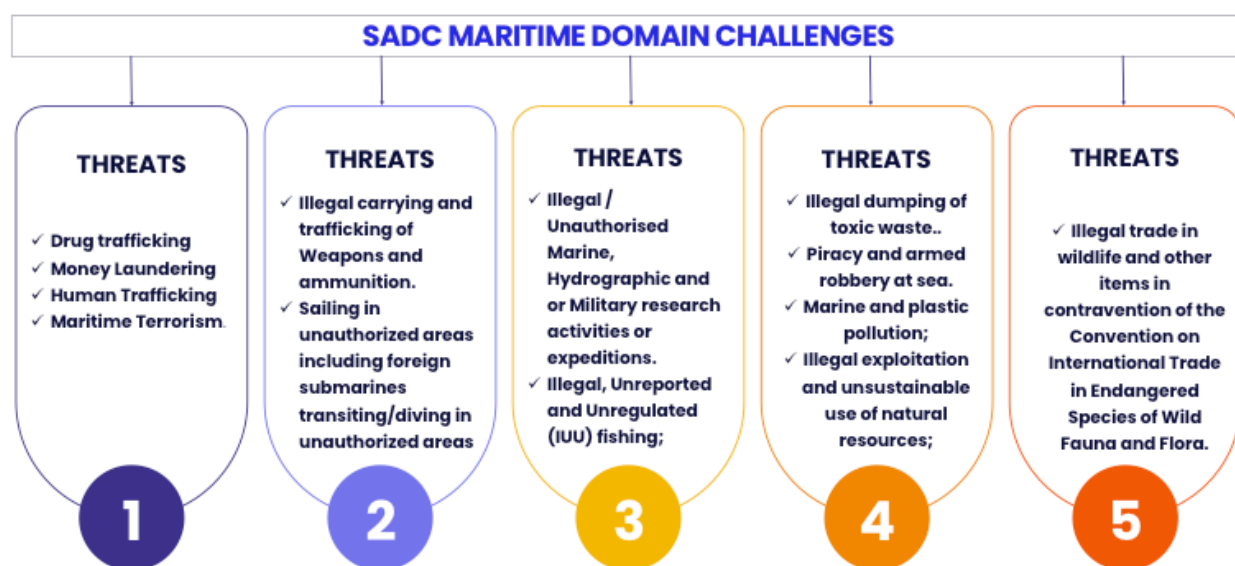 SADC MARITIME DOMAIN CHALLENGES
THREATS
✓ Drug trafficking
✓ Money Laundering
✓ Human Trafficking
✓ Maritime Terrorism.
1
THREATS
✓ Illegal carrying and
trafficking of
Weapons and
ammunition.
✓ Sailing in
unauthorized areas
including foreign
submarines
transiting/diving in
unauthorized areas
2
THREATS
✓ Illegal /
Unauthorised
Marine,
Hydrographic and
or Military research
activities or
expeditions.
✓ Illegal, Unreported
and Unregulated
(IUU) fishing;
3
THREATS
✓ Illegal dumping of
toxic waste..
✓ Piracy and armed
robbery at sea.
✓ Marine and plastic
pollution;
✓ Illegal exploitation
and unsustainable
use of natural
resources;
4
THREATS
✓ Illegal trade in
wildlife and other
items in
contravention of the
Convention on
International Trade
in Endangered
Species of Wild
Fauna and Flora.
5